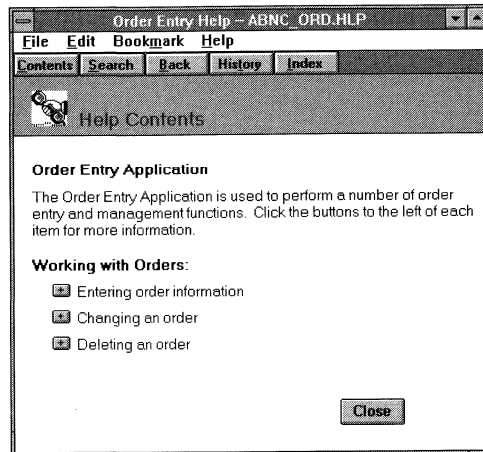 Order Entry Help – ABNC_ORD.HLP
File Edit Bookmark Help
Contents Search Back History Index
Help Contents
Order Entry Application
The Order Entry Application is used to perform a number of order
entry and management functions. Click the buttons to the left of each
item for more information.
Working with Orders:
+ Entering order information
+ Changing an order
+ Deleting an order
Close